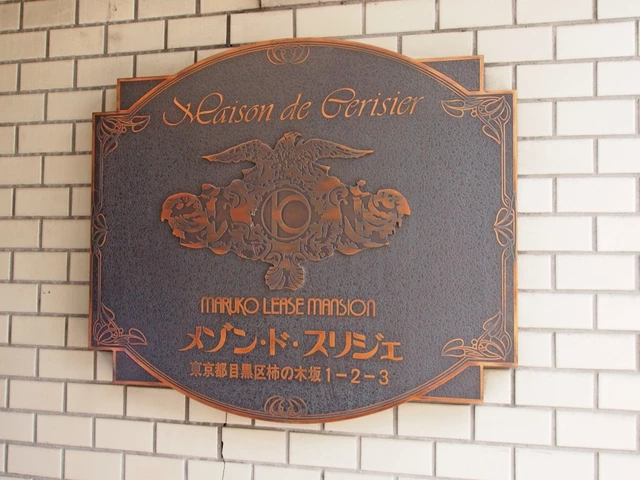 Maison de Cerisier
MARUKO LEASE MANSION
メゾン・ド・スリジェ
東京都目黒区柿の木坂1-2-3